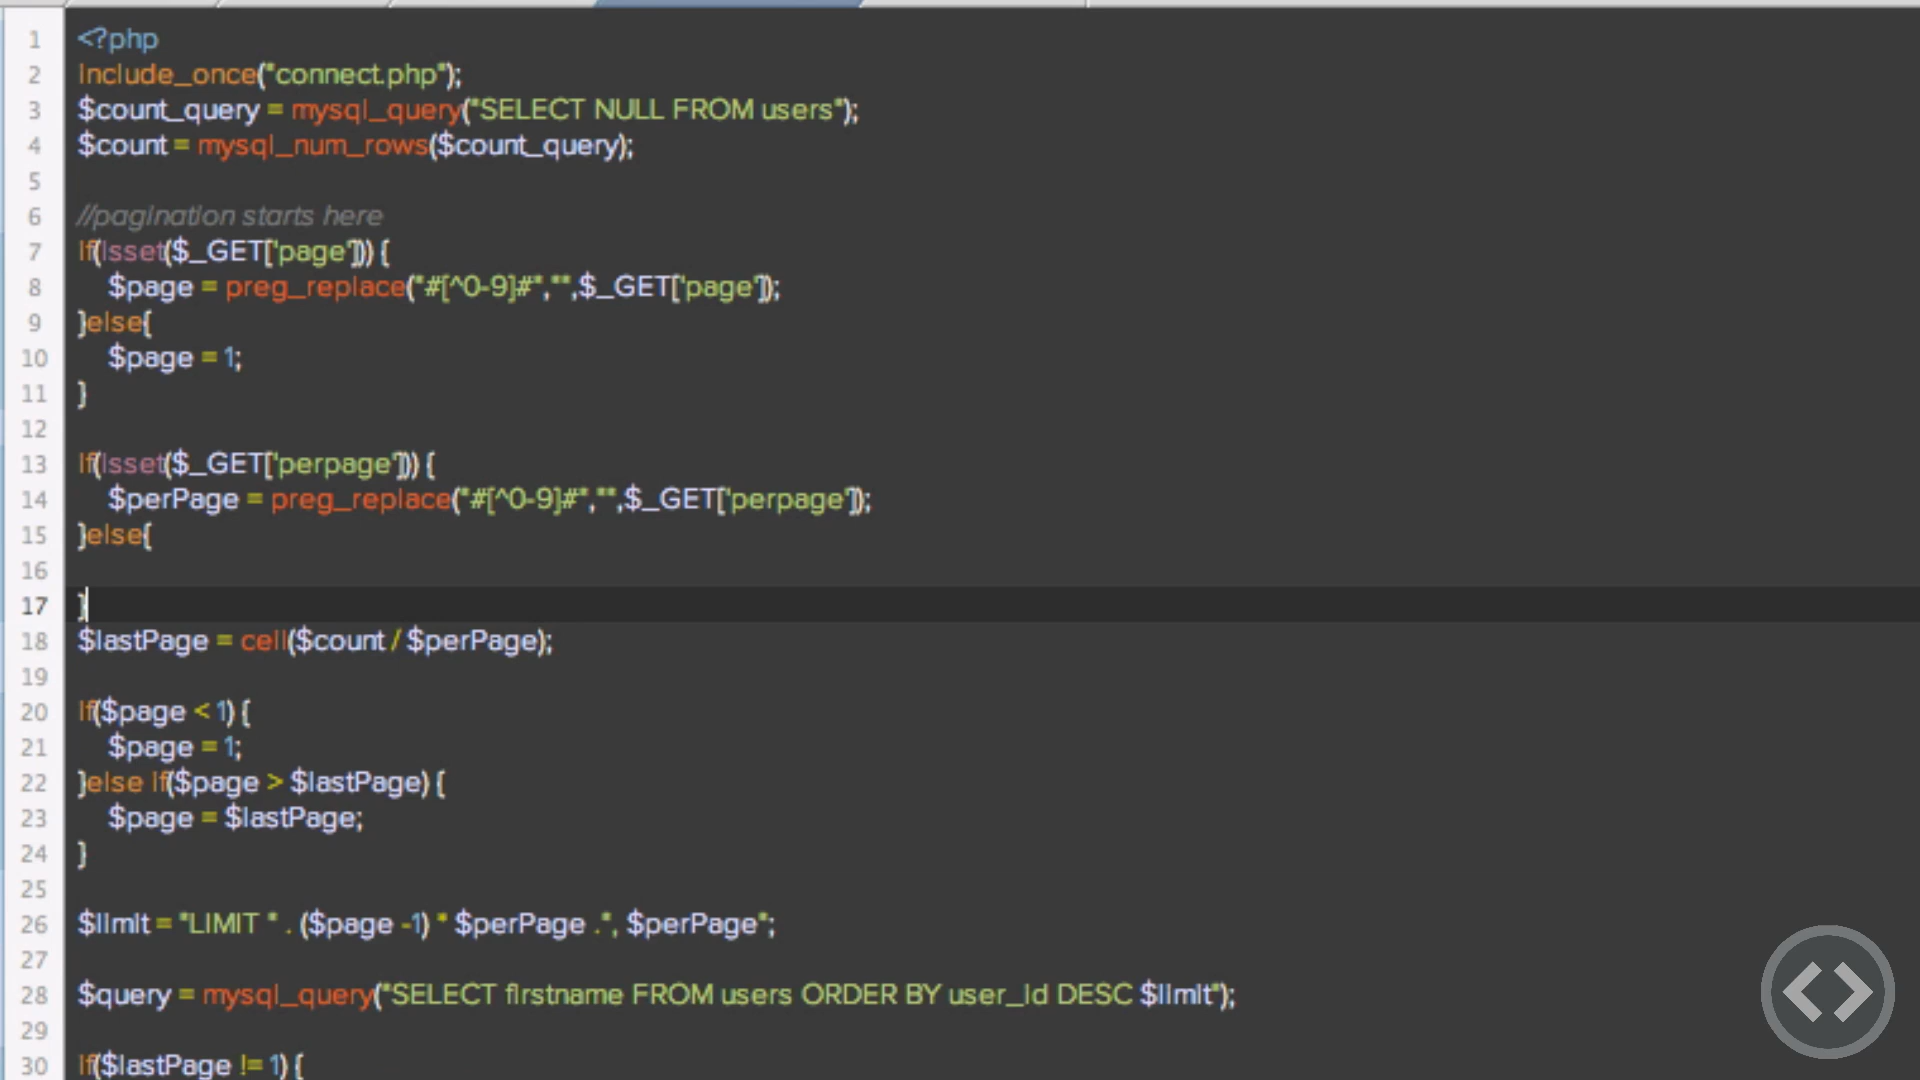 1 <?php
2 include_once("connect.php");
3 $count_query = mysql_query("SELECT NULL FROM users");
4 $count = mysql_num_rows($count_query);
5
6 //pagination starts here
7 if(isset($_GET['page'])) {
8 $page = preg_replace("#[^0-9]#","",$_GET['page']);
9 }else{
10 $page = 1;
11 }
12
13 if(isset($_GET['perpage'])) {
14 $perPage = preg_replace("#[^0-9]#","",$_GET['perpage']);
15 }else{
16
17 }
18 $lastPage = ceil($count / $perPage);
19
20 if($page < 1) {
21 $page = 1;
22 }else if($page > $lastPage) {
23 $page = $lastPage;
24 }
25
26 $limit = "LIMIT " . ($page -1) * $perPage .", $perPage";
27
28 $query = mysql_query("SELECT firstname FROM users ORDER BY user_id DESC $limit");
29
30 if($lastPage != 1) {